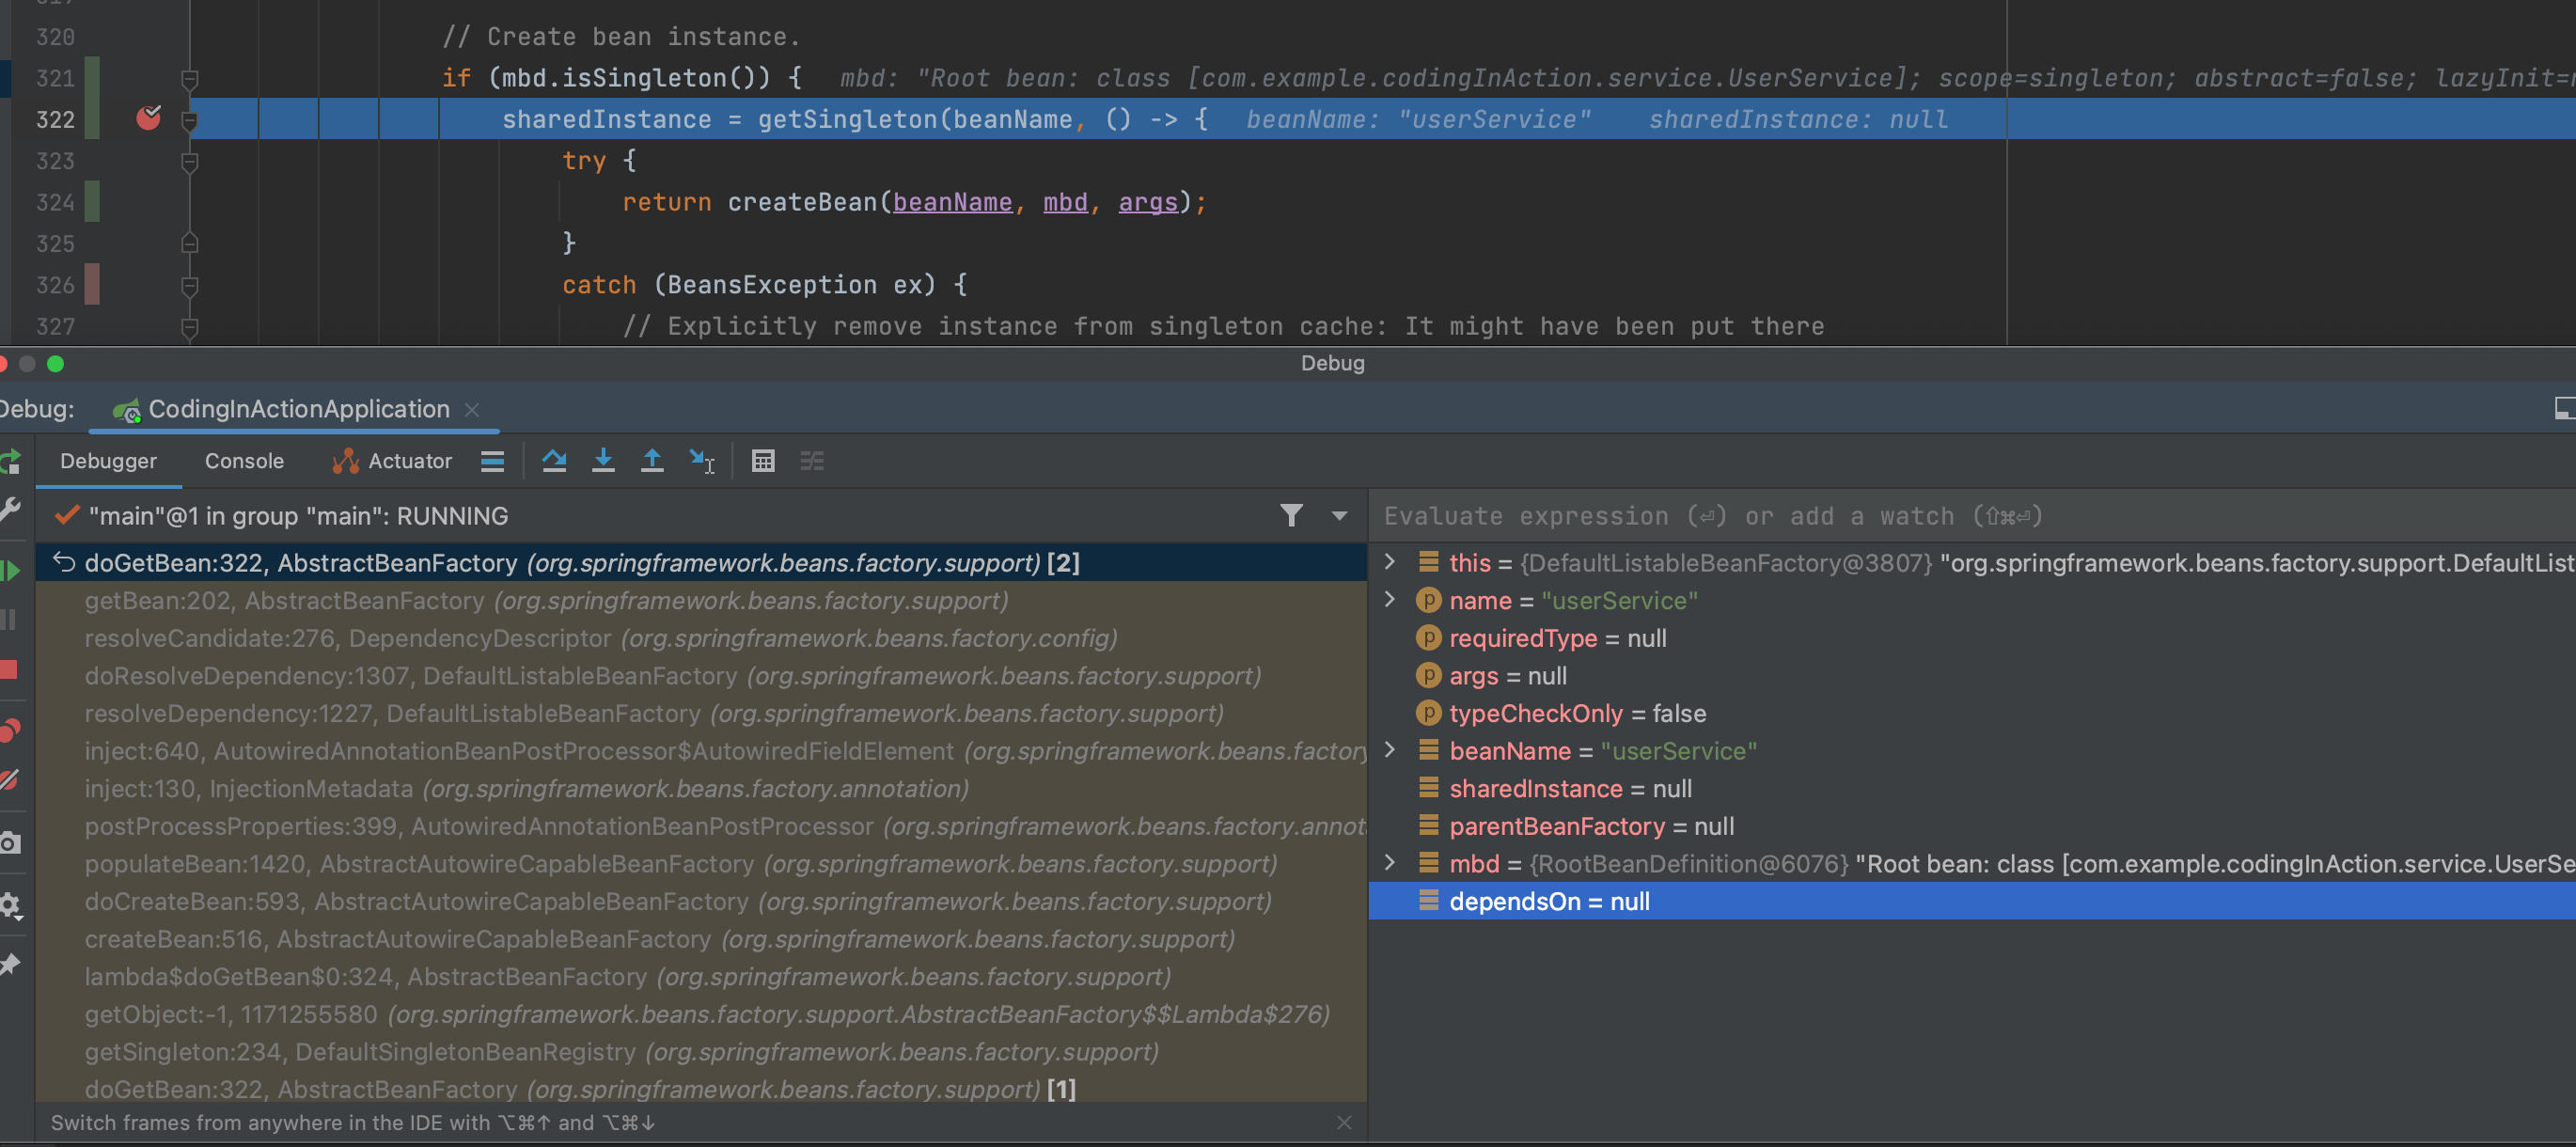 320 // Create bean instance.
321 if (mbd.isSingleton()) { mbd: "Root bean: class [com.example.codingInAction.service.UserService]; scope=singleton; abstract=false; lazyInit=
322 sharedInstance = getSingleton(beanName, () -> { beanName: "userService" sharedInstance: null
323 try {
324 return createBean(beanName, mbd, args);
325 }
326 catch (BeansException ex) {
327 // Explicitly remove instance from singleton cache: It might have been put there
Debug
Debug: CodingInActionApplication
Debugger Console Actuator
"main"@1 in group "main": RUNNING
doGetBean:322, AbstractBeanFactory (org.springframework.beans.factory.support) [2]
getBean:202, AbstractBeanFactory (org.springframework.beans.factory.support)
resolveCandidate:276, DependencyDescriptor (org.springframework.beans.factory.config)
doResolveDependency:1307, DefaultListableBeanFactory (org.springframework.beans.factory.support)
resolveDependency:1227, DefaultListableBeanFactory (org.springframework.beans.factory.support)
inject:640, AutowiredAnnotationBeanPostProcessor$AutowiredFieldElement (org.springframework.beans.factory
inject:130, InjectionMetadata (org.springframework.beans.factory.annotation)
postProcessProperties:399, AutowiredAnnotationBeanPostProcessor (org.springframework.beans.factory.annot
populateBean:1420, AbstractAutowireCapableBeanFactory (org.springframework.beans.factory.support)
doCreateBean:593, AbstractAutowireCapableBeanFactory (org.springframework.beans.factory.support)
createBean:516, AbstractAutowireCapableBeanFactory (org.springframework.beans.factory.support)
lambda$doGetBean$0:324, AbstractBeanFactory (org.springframework.beans.factory.support)
getObject:-1, 1171255580 (org.springframework.beans.factory.support.AbstractBeanFactory$$Lambda$276)
getSingleton:234, DefaultSingletonBeanRegistry (org.springframework.beans.factory.support)
doGetBean:322, AbstractBeanFactory (org.springframework.beans.factory.support) [1]
Switch frames from anywhere in the IDE with ⌥⌘↑ and ⌥⌘↓
Evaluate expression (⏎) or add a watch (⇧⌘⏎)
this = {DefaultListableBeanFactory@3807} "org.springframework.beans.factory.support.DefaultList
name = "userService"
requiredType = null
args = null
typeCheckOnly = false
beanName = "userService"
sharedInstance = null
parentBeanFactory = null
mbd = {RootBeanDefinition@6076} "Root bean: class [com.example.codingInAction.service.UserSe
dependsOn = null